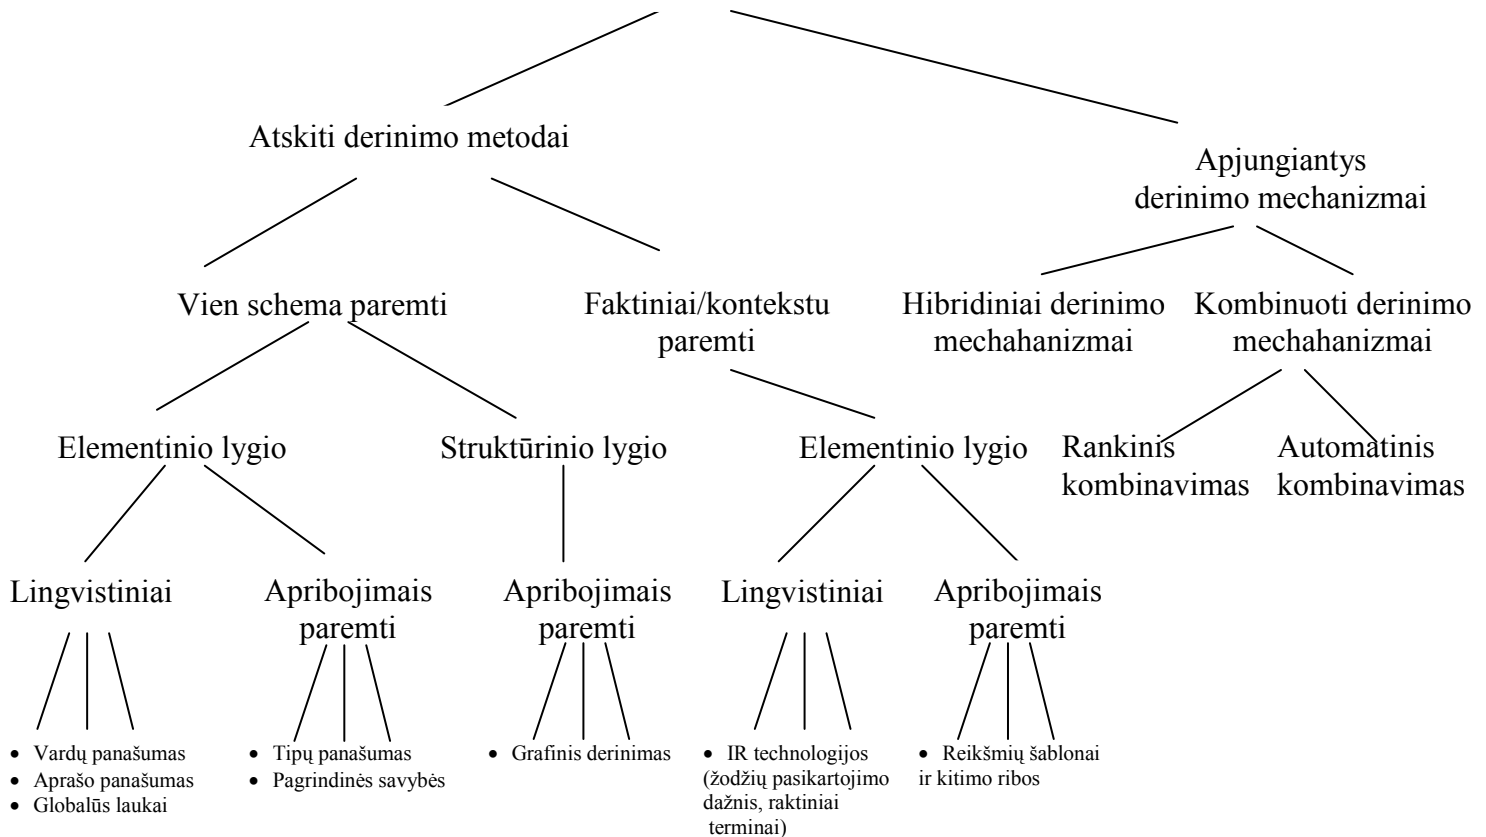 Atskiti derinimo metodai
Apjungiantys
derinimo mechanizmai
Vien schema paremti
Faktiniai/kontekstu
paremti
Hibridiniai derinimo
mechahanizmai
Kombinuoti derinimo
mechahanizmai
Elementinio lygio
Struktūrinio lygio
Elementinio lygio
Rankinis
kombinavimas
Automatinis
kombinavimas
Lingvistiniai
Apribojimais
paremti
Apribojimais
paremti
Lingvistiniai
Apribojimais
paremti
• Vardų panašumas
• Aprašo panašumas
• Globalūs laukai
• Tipų panašumas
• Pagrindinės savybės
• Grafinis derinimas
• IR technologijos
(žodžių pasikartojimo
dažnis, raktiniai
terminai)
• Reikšmių šablonai
ir kitimo ribos